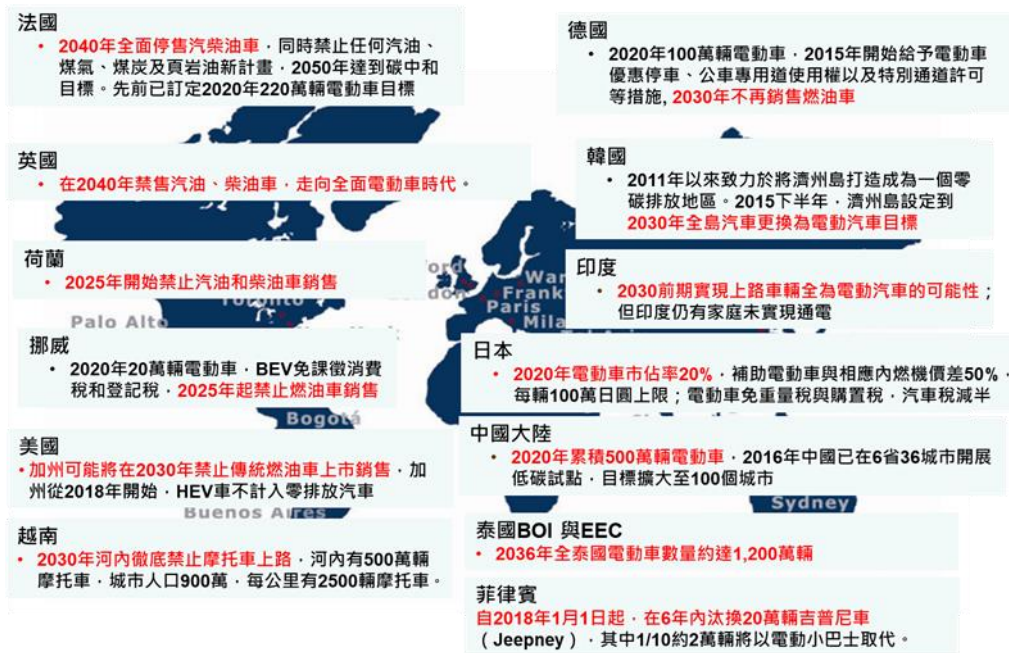 法國
• 2040年全面停售汽柴油車，同時禁止任何汽油、
煤氣、煤炭及頁岩油新計畫，2050年達到碳中和
目標。先前已訂定2020年220萬輛電動車目標
英國
• 在2040年禁售汽油、柴油車，走向全面電動車時代。
荷蘭
• 2025年開始禁止汽油和柴油車銷售
Toronto
Palo Alto
挪威
• 2020年20萬輛電動車，BEV免課徵消費
稅和登記稅，2025年起禁止燃油車銷售
Bogotá
美國
• 加州可能將在2030年禁止傳統燃油車上市銷售，加
州從2018年開始，HEV車不計入零排放汽車
Buenos Aires
越南
• 2030年河內徹底禁止摩托車上路，河內有500萬輛
摩托車，城市人口900萬，每公里有2500輛摩托車。
德國
• 2020年100萬輛電動車，2015年開始給予電動車
優惠停車、公車專用道使用權以及特別通道許可
等措施, 2030年不再銷售燃油車
韓國
• 2011年以來致力於將濟州島打造成為一個零
碳排放地區。2015下半年，濟州島設定到
2030年全島汽車更換為電動汽車目標
印度
• 2030前期實現上路車輛全為電動汽車的可能性；
但印度仍有家庭未實現通電
Paris
日本
• 2020年電動車市佔率20%，補助電動車與相應內燃機價差50%，
每輛100萬日圓上限；電動車免重量稅與購置稅，汽車稅減半
中國大陸
• 2020年累積500萬輛電動車，2016年中國已在6省36城市開展
低碳試點，目標擴大至100個城市
Sydney
泰國BOI 與EEC
• 2036年全泰國電動車數量約達1,200萬輛
菲律賓
自2018年1月1日起，在6年內汰換20萬輛吉普尼車
（Jeepney），其中1/10約2萬輛將以電動小巴士取代。